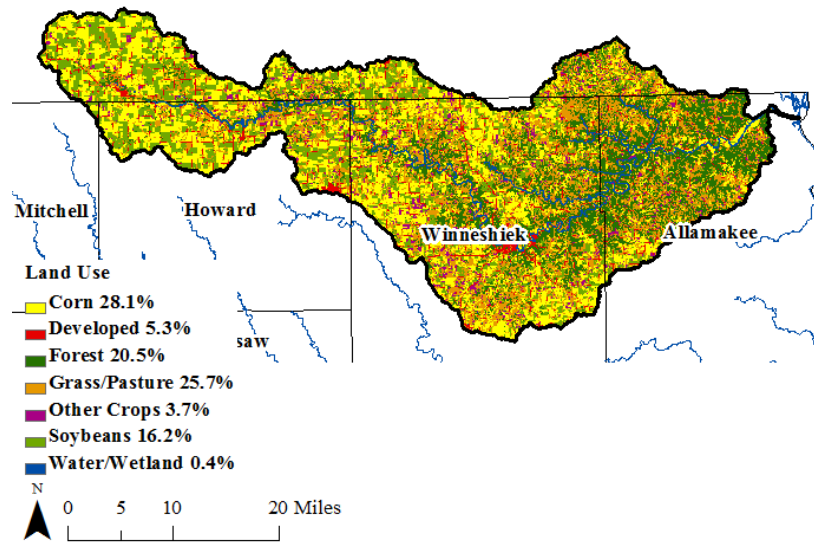 Mitchell
Howard
Winneshiek
Allamakee
saw
Land Use
Corn 28.1%
Developed 5.3%
Forest 20.5%
Grass/Pasture 25.7%
Other Crops 3.7%
Soybeans 16.2%
Water/Wetland 0.4%
N
0 5 10 20 Miles